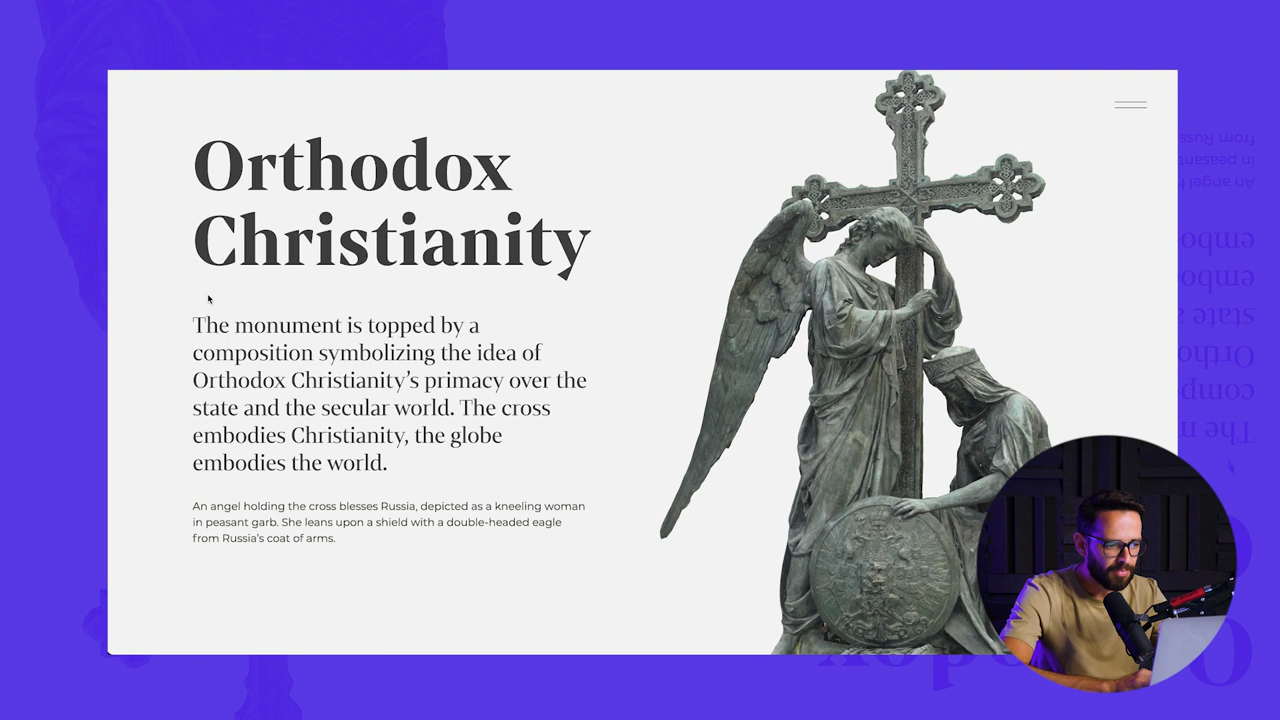 Orthodox
Christianity
The monument is topped by a
composition symbolizing the idea of
Orthodox Christianity’s primacy over the
state and the secular world. The cross
embodies Christianity, the globe
embodies the world.
An angel holding the cross blesses Russia, depicted as a kneeling woman
in peasant garb. She leans upon a shield with a double-headed eagle
from Russia’s coat of arms.